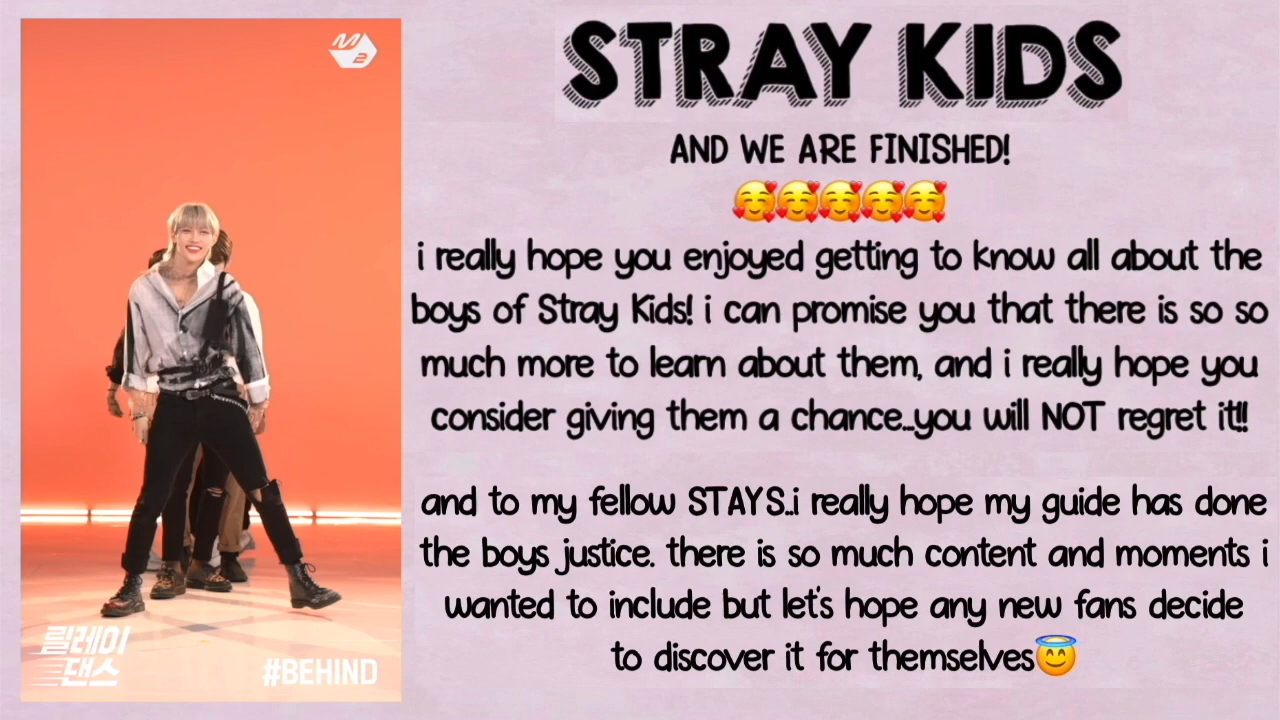 M2
릴레이
댄스
#BEHIND
STRAY KIDS
AND WE ARE FINISHED!
🥰🥰🥰🥰🥰
i really hope you enjoyed getting to know all about the
boys of Stray Kids! i can promise you that there is so so
much more to learn about them, and i really hope you
consider giving them a chance...you will NOT regret it!!
and to my fellow STAYS..i really hope my guide has done
the boys justice. there is so much content and moments i
wanted to include but let's hope any new fans decide
to discover it for themselves😇